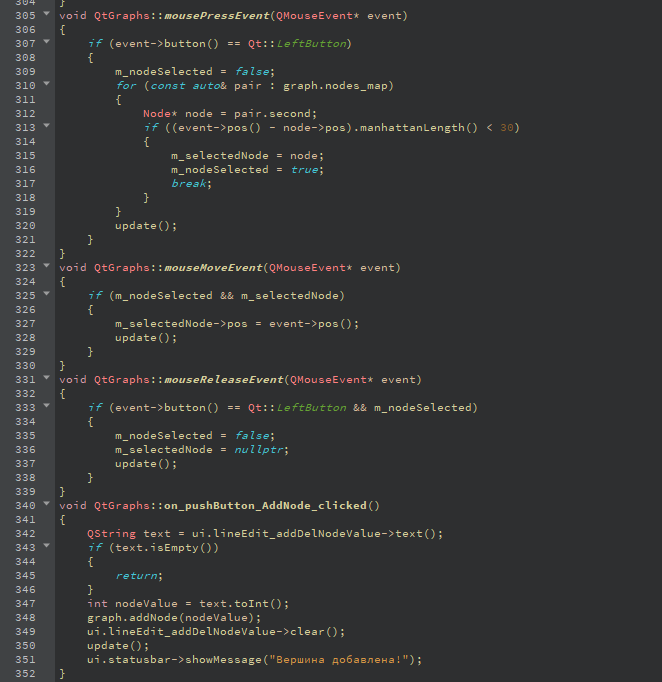 304 }
305 void QtGraphs::mousePressEvent(QMouseEvent* event)
306 {
307     if (event->button() == Qt::LeftButton)
308     {
309         m_nodeSelected = false;
310         for (const auto& pair : graph.nodes_map)
311         {
312             Node* node = pair.second;
313             if ((event->pos() - node->pos).manhattanLength() < 30)
314             {
315                 m_selectedNode = node;
316                 m_nodeSelected = true;
317                 break;
318             }
319         }
320         update();
321     }
322 }
323 void QtGraphs::mouseMoveEvent(QMouseEvent* event)
324 {
325     if (m_nodeSelected && m_selectedNode)
326     {
327         m_selectedNode->pos = event->pos();
328         update();
329     }
330 }
331 void QtGraphs::mouseReleaseEvent(QMouseEvent* event)
332 {
333     if (event->button() == Qt::LeftButton && m_nodeSelected)
334     {
335         m_nodeSelected = false;
336         m_selectedNode = nullptr;
337         update();
338     }
339 }
340 void QtGraphs::on_pushButton_AddNode_clicked()
341 {
342     QString text = ui.lineEdit_addDelNodeValue->text();
343     if (text.isEmpty())
344     {
345         return;
346     }
347     int nodeValue = text.toInt();
348     graph.addNode(nodeValue);
349     ui.lineEdit_addDelNodeValue->clear();
350     update();
351     ui.statusbar->showMessage("Вершина добавлена!");
352 }